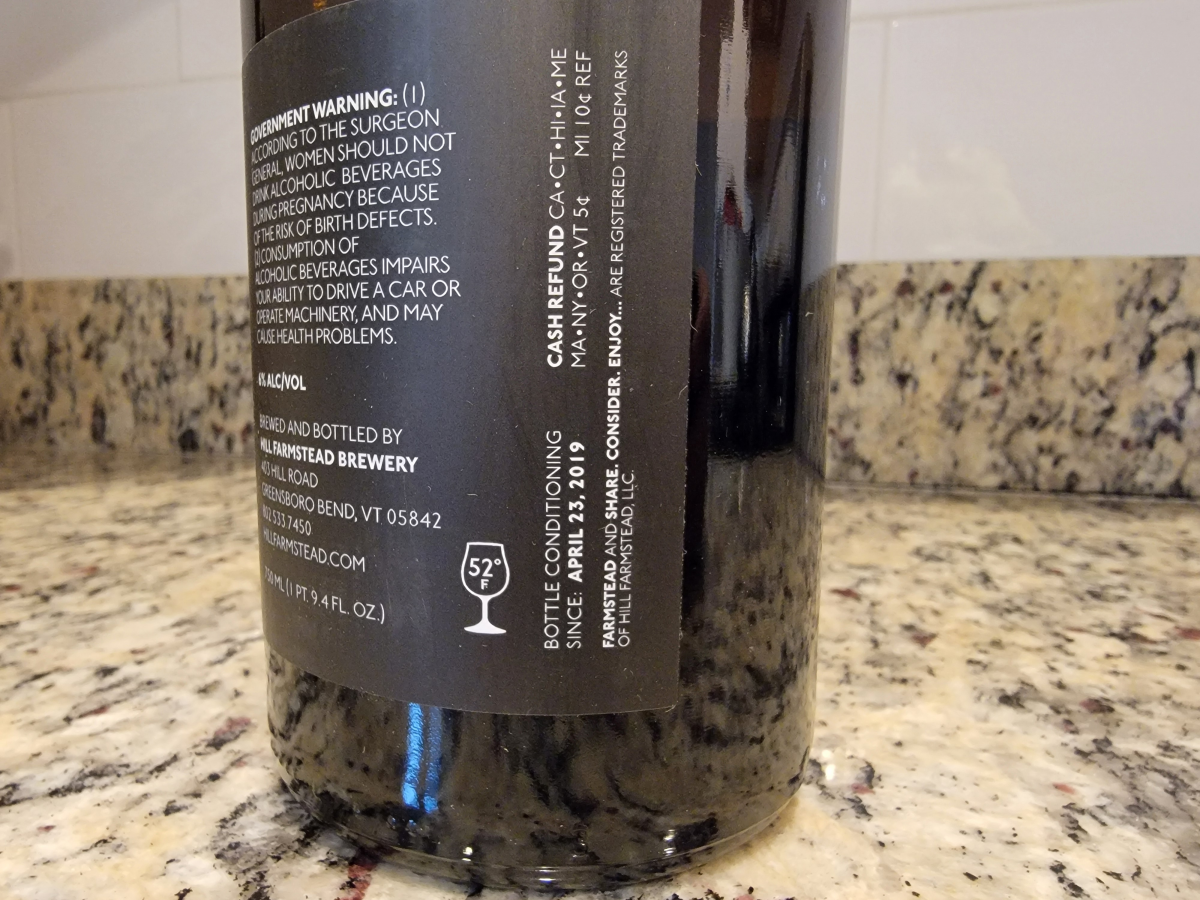 GOVERNMENT WARNING: (1)
ACCORDING TO THE SURGEON
GENERAL, WOMEN SHOULD NOT
DRINK ALCOHOLIC BEVERAGES
DURING PREGNANCY BECAUSE
OF THE RISK OF BIRTH DEFECTS.
(2) CONSUMPTION OF
ALCOHOLIC BEVERAGES IMPAIRS
YOUR ABILITY TO DRIVE A CAR OR
OPERATE MACHINERY, AND MAY
CAUSE HEALTH PROBLEMS.
6% ALC/VOL
BREWED AND BOTTLED BY
HILL FARMSTEAD BREWERY
403 HILL ROAD
GREENSBORO BEND, VT 05842
802.533.7450
HILLFARMSTEAD.COM
750 ML (1 PT. 9.4 FL. OZ.)
52°
F
BOTTLE CONDITIONING
SINCE: APRIL 23, 2019
CASH REFUND CA•CT•HI•IA•ME
MA•NY•OR•VT 5¢ MI 10¢ REF
FARMSTEAD AND SHARE. CONSIDER. ENJOY... ARE REGISTERED TRADEMARKS
OF HILL FARMSTEAD, LLC.